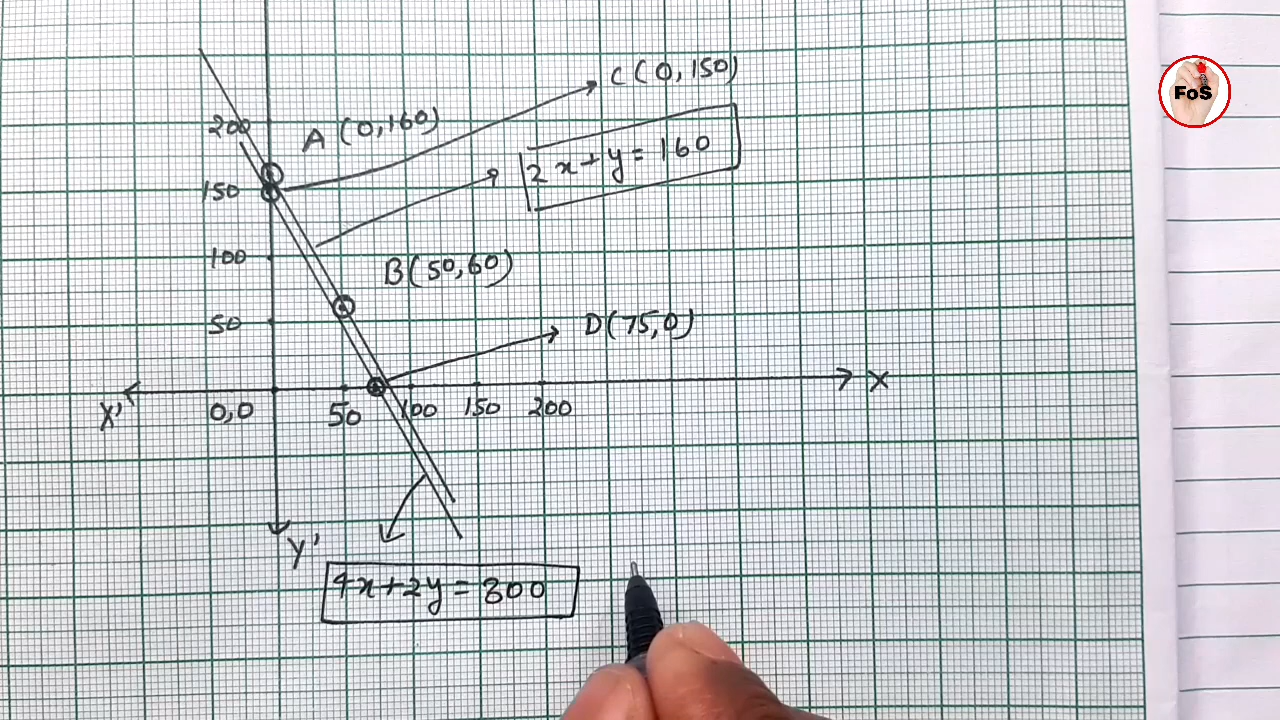 C(0,150)
200
A(0,160)
2x+y=160
150
100
B(50,60)
50
D(75,0)
X
X'
0,0
50
100
150
200
Y'
4x+2y=300
FoS